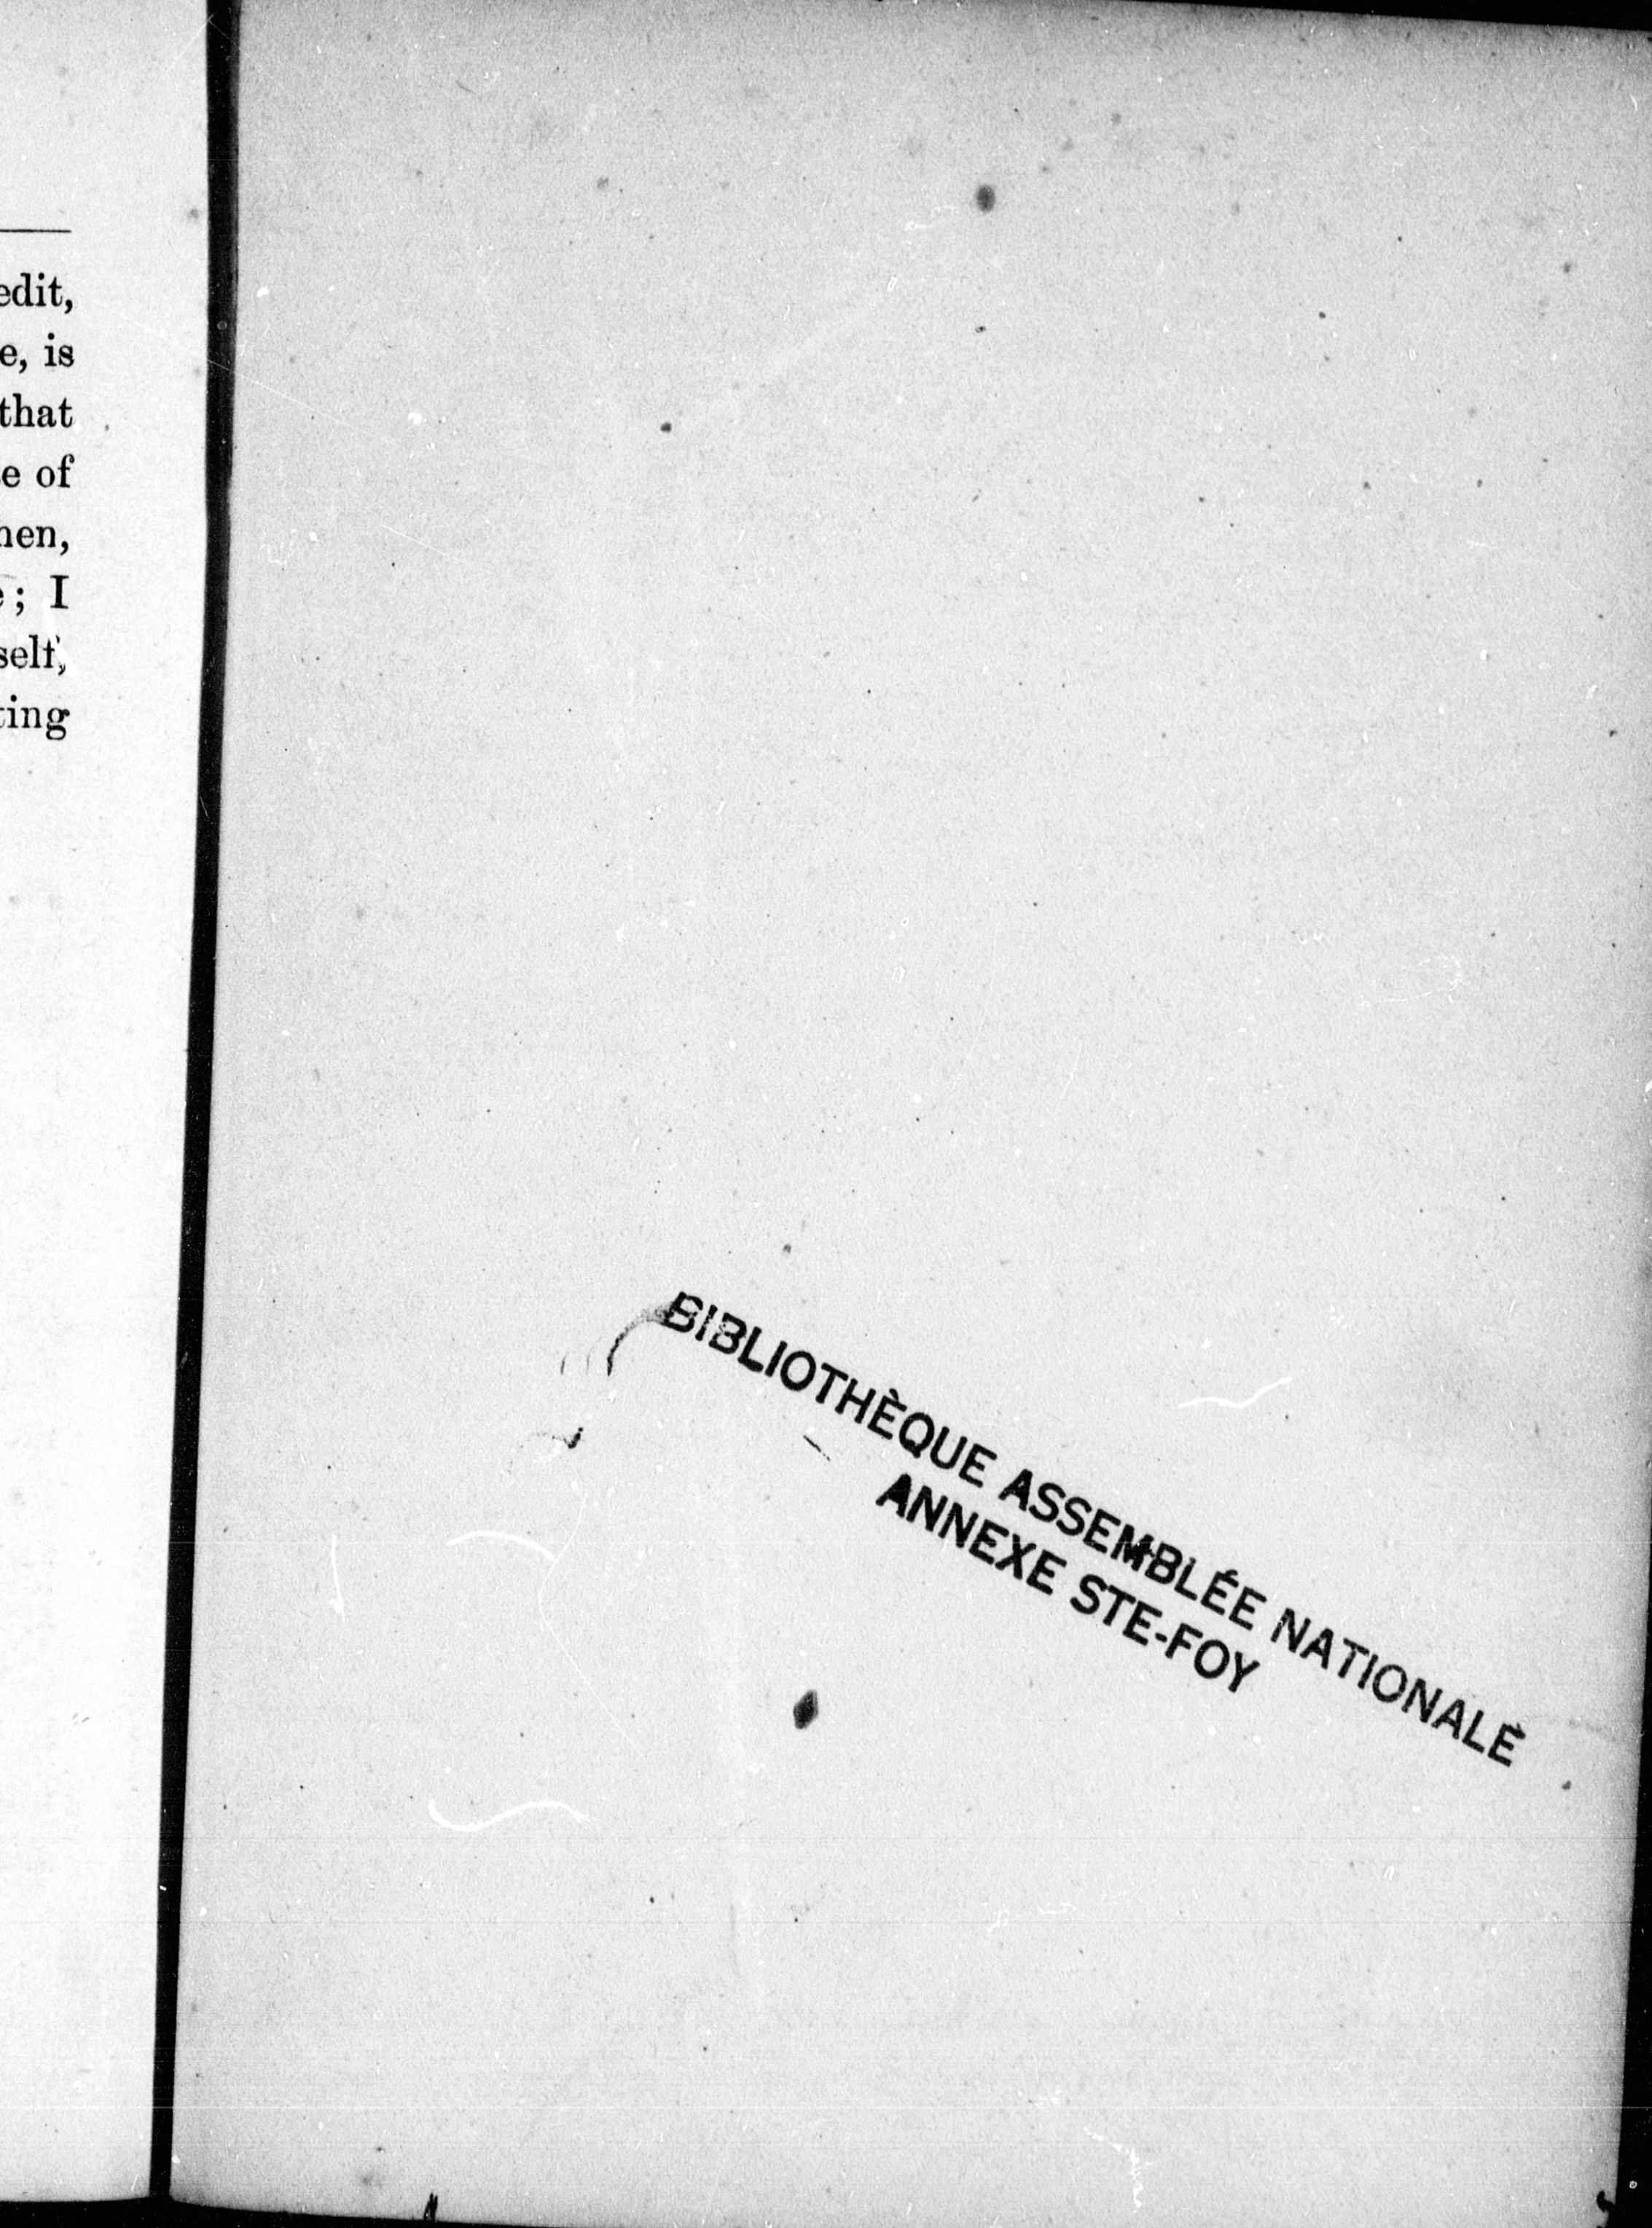 edit,
e, is
that
e of
hen,
e; I
self,
ting
BIBLIOTHÈQUE ASSEMBLÉE NATIONALE
ANNEXE STE-FOY